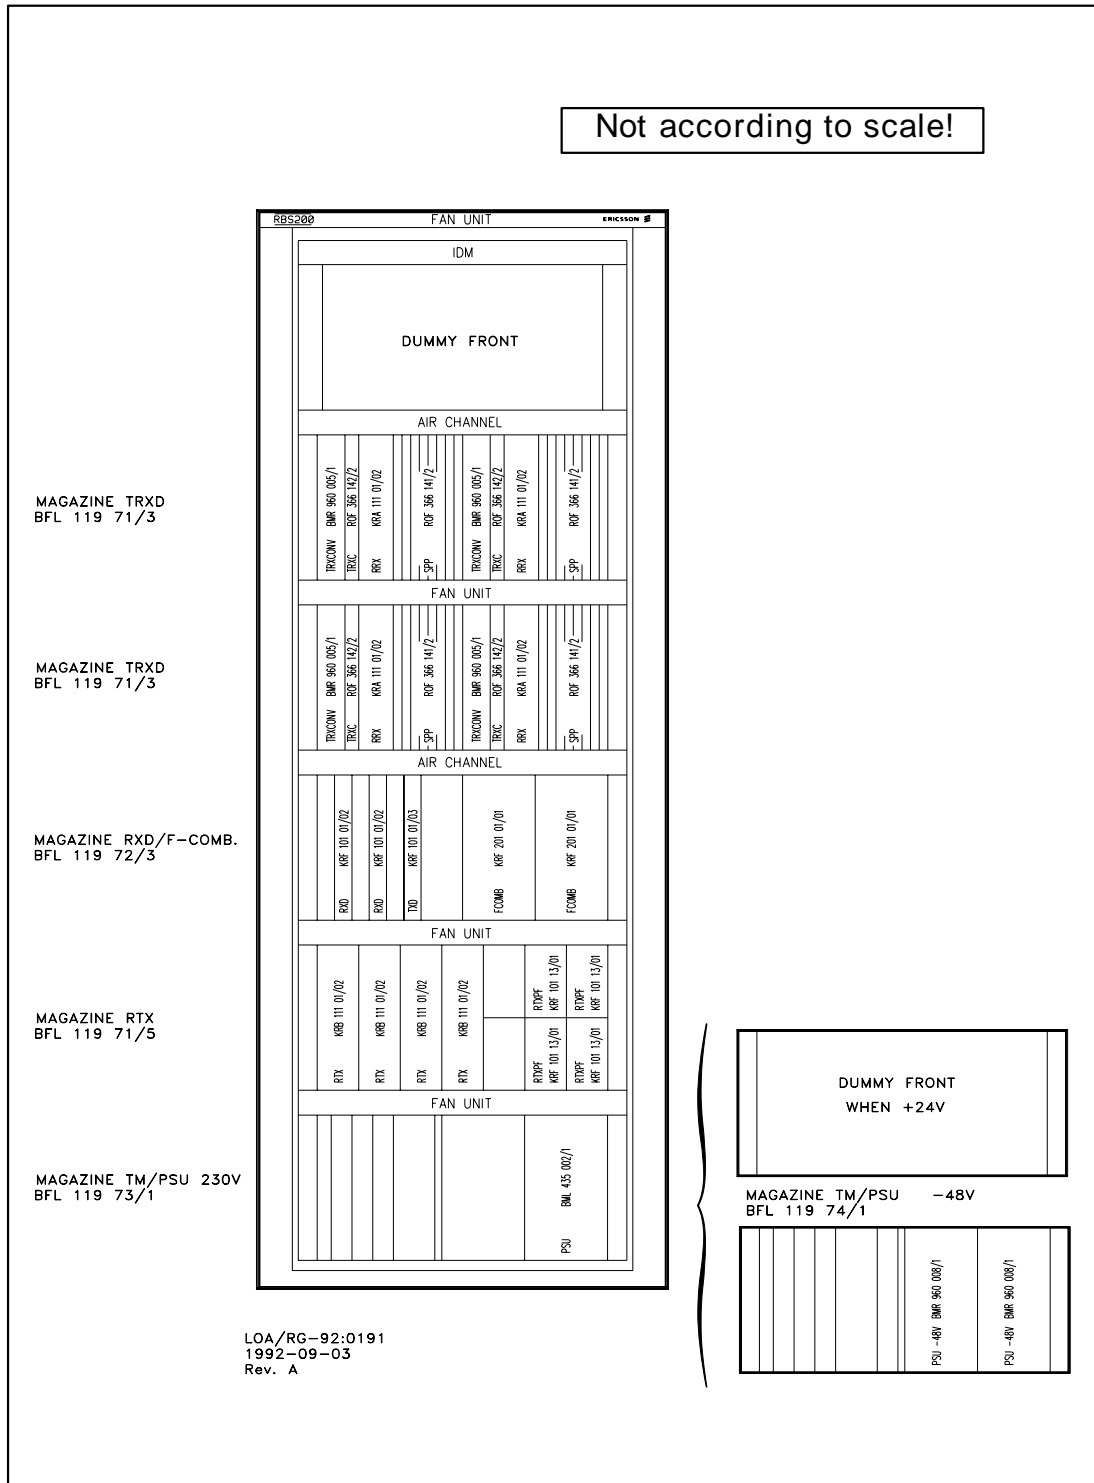 Not according to scale!
RBS200 FAN UNIT ERICSSON
IDM
DUMMY FRONT
AIR CHANNEL
MAGAZINE TRXD
BFL 119 71/3
TRXCONV BMR 960 005/1
TRXC ROF 366 142/2
RRX KRA 111 01/02
SPP ROF 366 141/2
TRXCONV BMR 960 005/1
TRXC ROF 366 142/2
RRX KRA 111 01/02
SPP ROF 366 141/2
FAN UNIT
MAGAZINE TRXD
BFL 119 71/3
TRXCONV BMR 960 005/1
TRXC ROF 366 142/2
RRX KRA 111 01/02
SPP ROF 366 141/2
TRXCONV BMR 960 005/1
TRXC ROF 366 142/2
RRX KRA 111 01/02
SPP ROF 366 141/2
AIR CHANNEL
MAGAZINE RXD/F-COMB.
BFL 119 72/3
RXD KRF 101 01/02
RXD KRF 101 01/02
TXD KRF 101 01/03
FCOMB KRF 201 01/01
FCOMB KRF 201 01/01
FAN UNIT
MAGAZINE RTX
BFL 119 71/5
RTX KRB 111 01/02
RTX KRB 111 01/02
RTX KRB 111 01/02
RTX KRB 111 01/02
RTXPF
KRF 101 13/01
RTXPF
KRF 101 13/01
RTXPF
KRF 101 13/01
RTXPF
KRF 101 13/01
FAN UNIT
MAGAZINE TM/PSU 230V
BFL 119 73/1
PSU BML 435 002/1
DUMMY FRONT
WHEN +24V
MAGAZINE TM/PSU -48V
BFL 119 74/1
PSU -48V BMR 960 008/1
PSU -48V BMR 960 008/1
LOA/RG-92:0191
1992-09-03
Rev. A